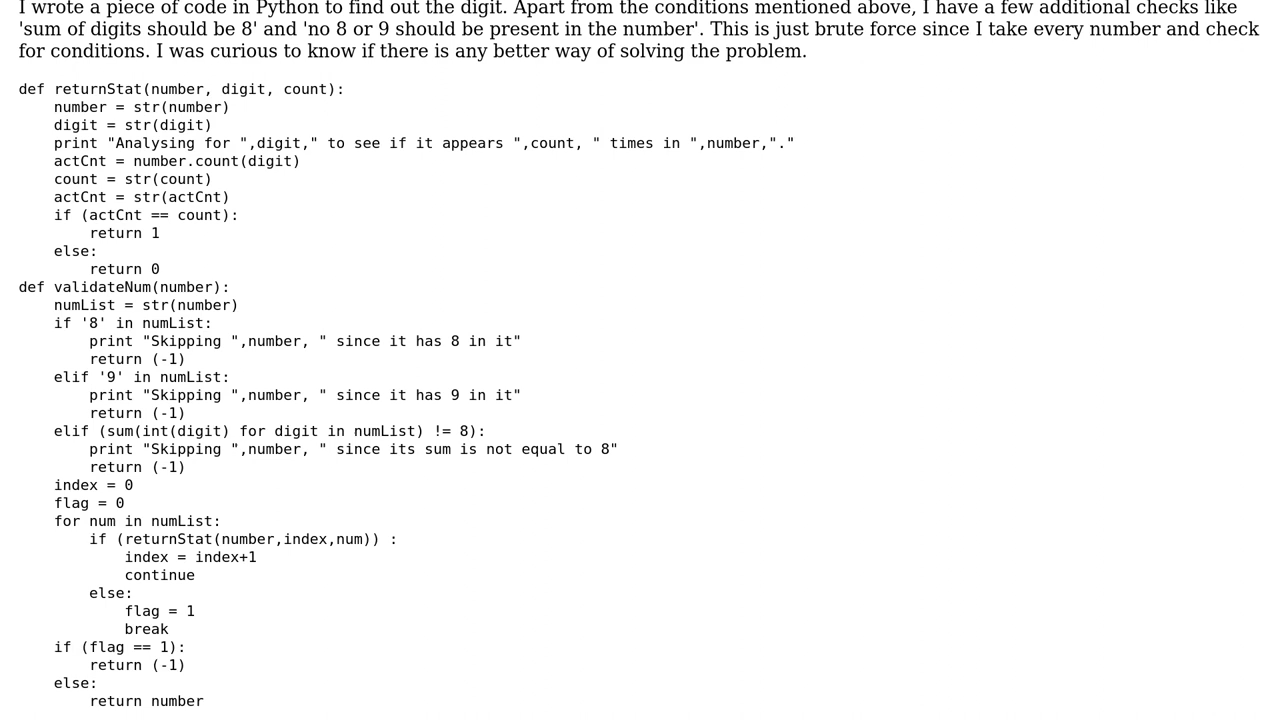 I wrote a piece of code in Python to find out the digit. Apart from the conditions mentioned above, I have a few additional checks like
'sum of digits should be 8' and 'no 8 or 9 should be present in the number'. This is just brute force since I take every number and check
for conditions. I was curious to know if there is any better way of solving the problem.
def returnStat(number, digit, count):
    number = str(number)
    digit = str(digit)
    print "Analysing for ",digit," to see if it appears ",count, " times in ",number,"."
    actCnt = number.count(digit)
    count = str(count)
    actCnt = str(actCnt)
    if (actCnt == count):
        return 1
    else:
        return 0
def validateNum(number):
    numList = str(number)
    if '8' in numList:
        print "Skipping ",number, " since it has 8 in it"
        return (-1)
    elif '9' in numList:
        print "Skipping ",number, " since it has 9 in it"
        return (-1)
    elif (sum(int(digit) for digit in numList) != 8):
        print "Skipping ",number, " since its sum is not equal to 8"
        return (-1)
    index = 0
    flag = 0
    for num in numList:
        if (returnStat(number,index,num)) :
            index = index+1
            continue
        else:
            flag = 1
            break
    if (flag == 1):
        return (-1)
    else:
        return number